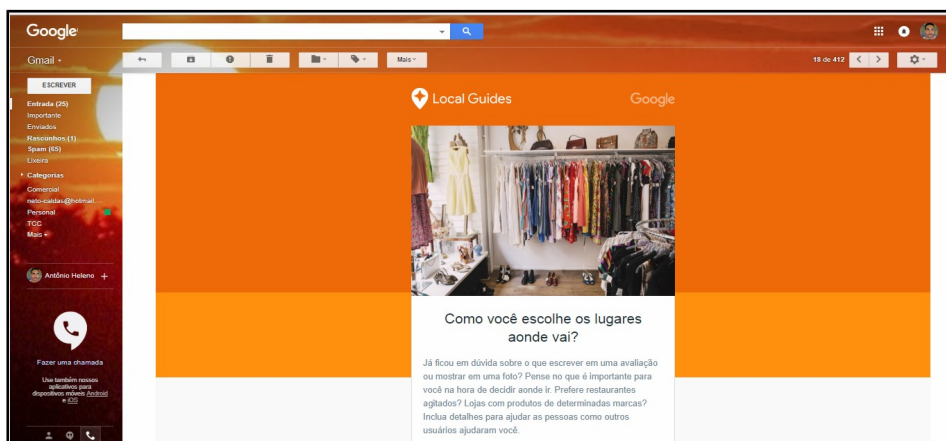 Google
Gmail
Mais
18 de 412
ESCREVER
Entrada (25)
Importante
Enviados
Rascunhos (1)
Spam (65)
Lixeira
Categorias
Comercial
neto-caldas@hotmail....
Personal
TCC
Mais
Antônio Heleno +
Fazer uma chamada
Use também nossos
aplicativos para
dispositivos móveis Android
e iOS
Local Guides
Google
Como você escolhe os lugares
aonde vai?
Já ficou em dúvida sobre o que escrever em uma avaliação
ou mostrar em uma foto? Pense no que é importante para
você na hora de decidir aonde ir. Prefere restaurantes
agitados? Lojas com produtos de determinadas marcas?
Inclua detalhes para ajudar as pessoas como outros
usuários ajudaram você.